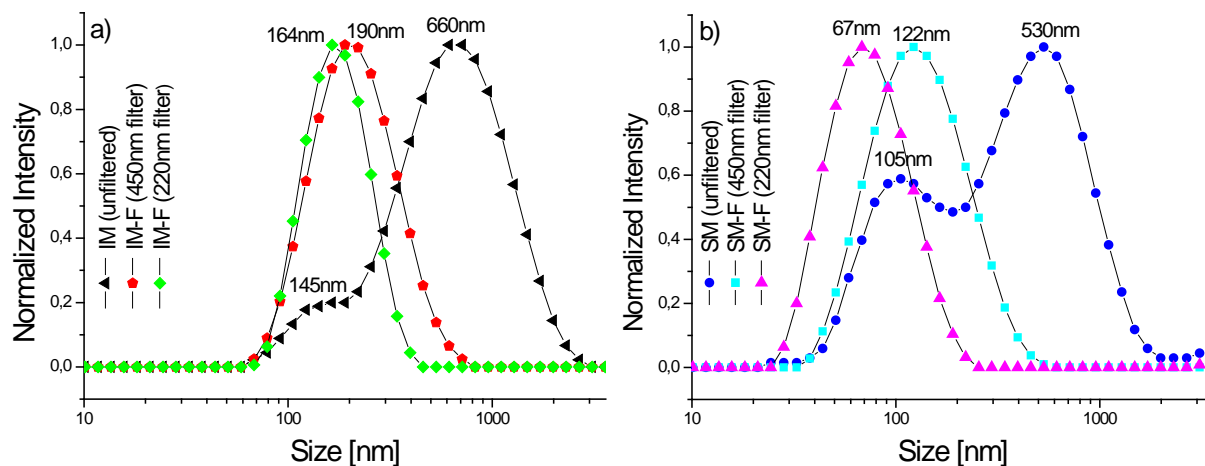 a)
164nm
190nm
660nm
145nm
IM (unfiltered)
IM-F (450nm filter)
IM-F (220nm filter)
Normalized Intensity
1,0
0,8
0,6
0,4
0,2
0,0
10
100
1000
Size [nm]
b)
67nm
122nm
530nm
105nm
SM (unfiltered)
SM-F (450nm filter)
SM-F (220nm filter)
Normalized Intensity
1,0
0,8
0,6
0,4
0,2
0,0
10
100
1000
Size [nm]